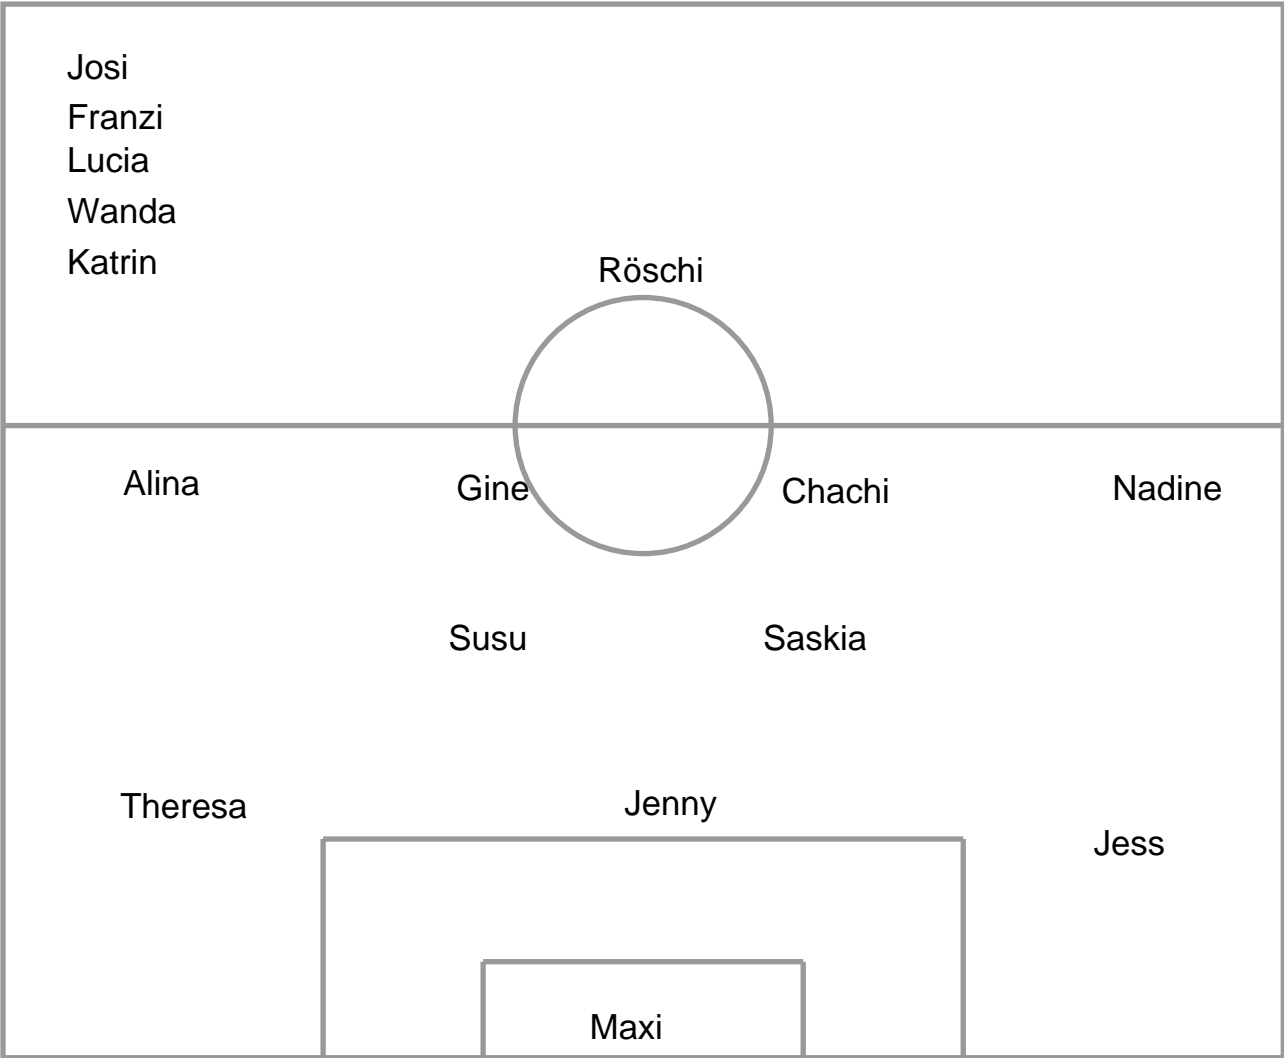 Josi
Franzi
Lucia
Wanda
Katrin
Röschi
Alina Gine Chachi Nadine
Susu Saskia
Theresa Jenny
Jess
Maxi